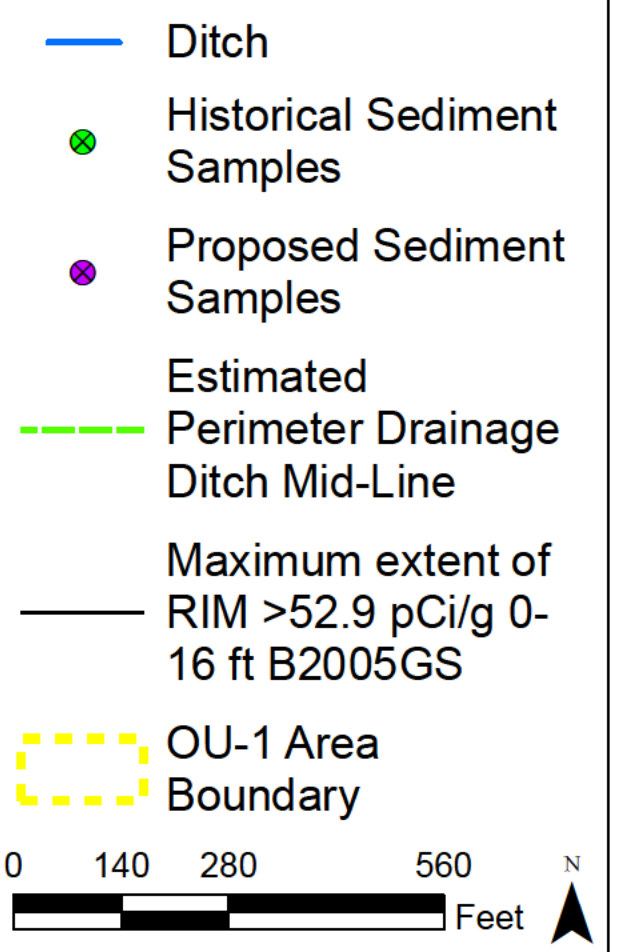 Ditch
Historical Sediment
Samples
Proposed Sediment
Samples
Estimated
Perimeter Drainage
Ditch Mid-Line
Maximum extent of
RIM >52.9 pCi/g 0-
16 ft B2005GS
OU-1 Area
Boundary
0 140 280 560
N
Feet